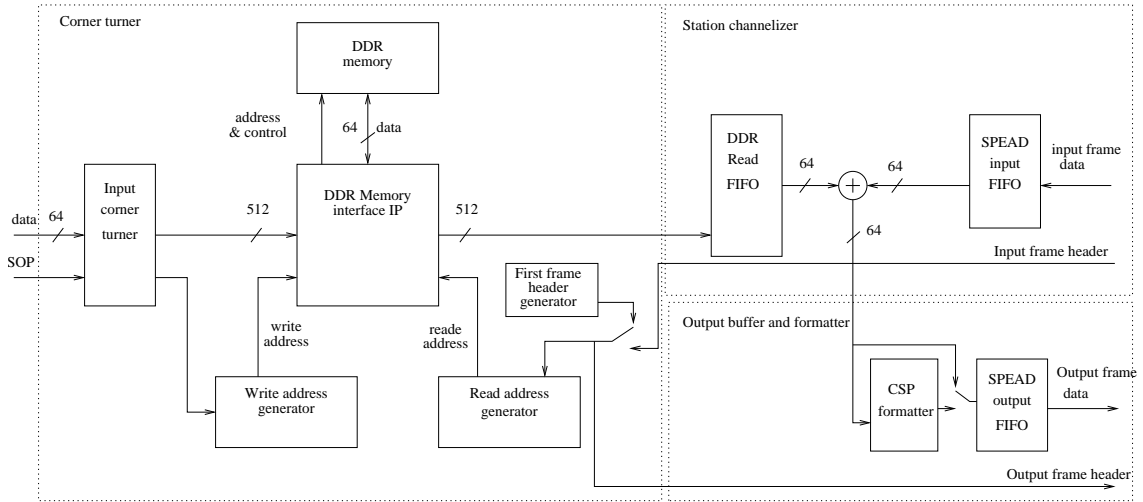 Corner turner
Station channelizer
DDR
memory
address
& control
64
data
Input
corner
turner
data
64
SOP
512
DDR Memory
interface IP
512
DDR
Read
FIFO
64
64
SPEAD
input
FIFO
input frame
data
64
Input frame header
First frame
header
generator
write
address
reade
address
Write address
generator
Read address
generator
Output buffer and formatter
CSP
formatter
SPEAD
output
FIFO
Output frame
data
Output frame header